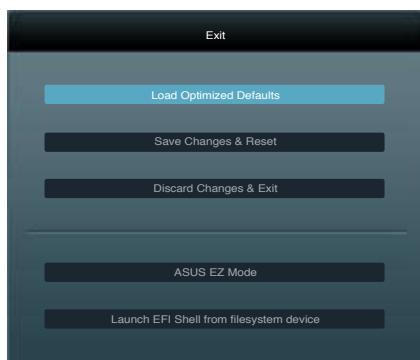 Exit
Load Optimized Defaults
Save Changes & Reset
Discard Changes & Exit
ASUS EZ Mode
Launch EFI Shell from filesystem device